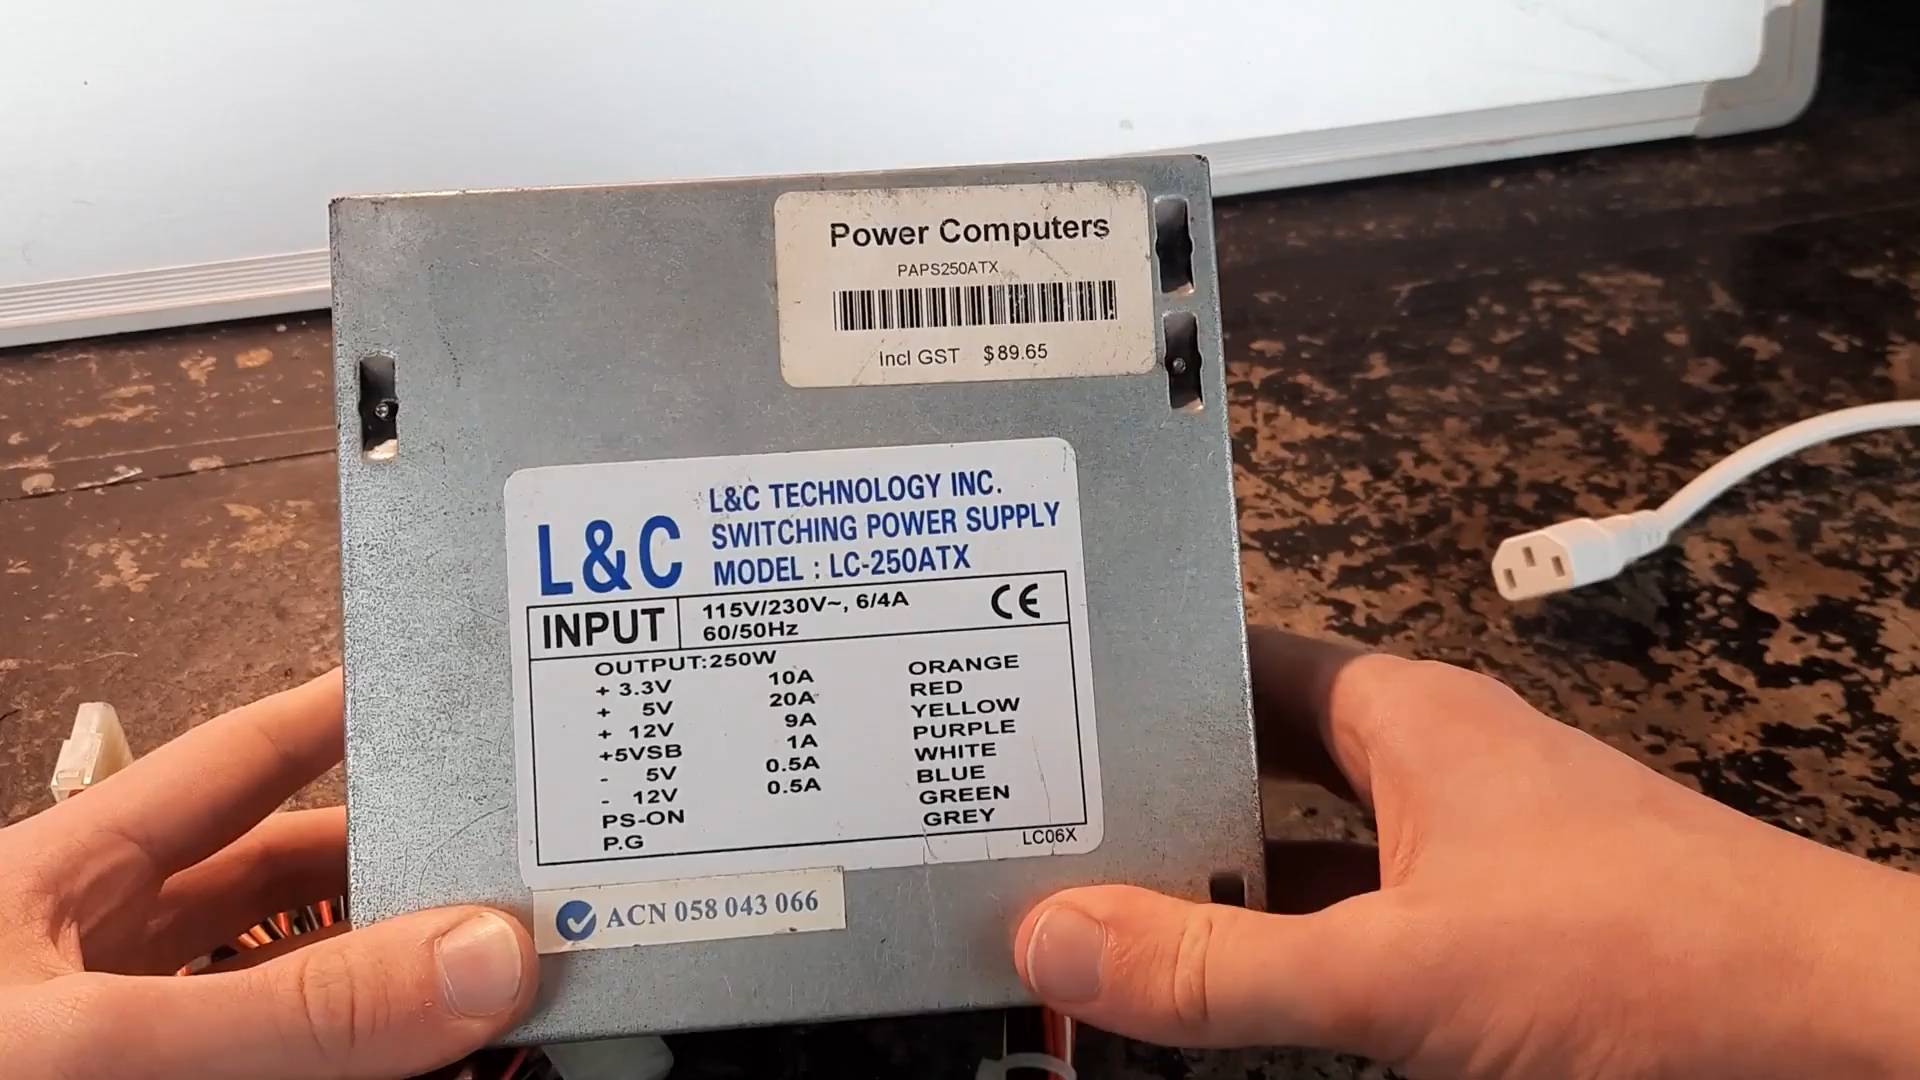 Power Computers
PAPS250ATX
Incl GST $89.65
L&C
L&C TECHNOLOGY INC.
SWITCHING POWER SUPPLY
MODEL : LC-250ATX
INPUT
115V/230V~, 6/4A
60/50Hz
CE
OUTPUT:250W
+ 3.3V 10A ORANGE
+ 5V 20A RED
+ 12V 9A YELLOW
+5VSB 1A PURPLE
- 5V 0.5A WHITE
- 12V 0.5A BLUE
PS-ON GREEN
P.G GREY
LC06X
ACN 058 043 066